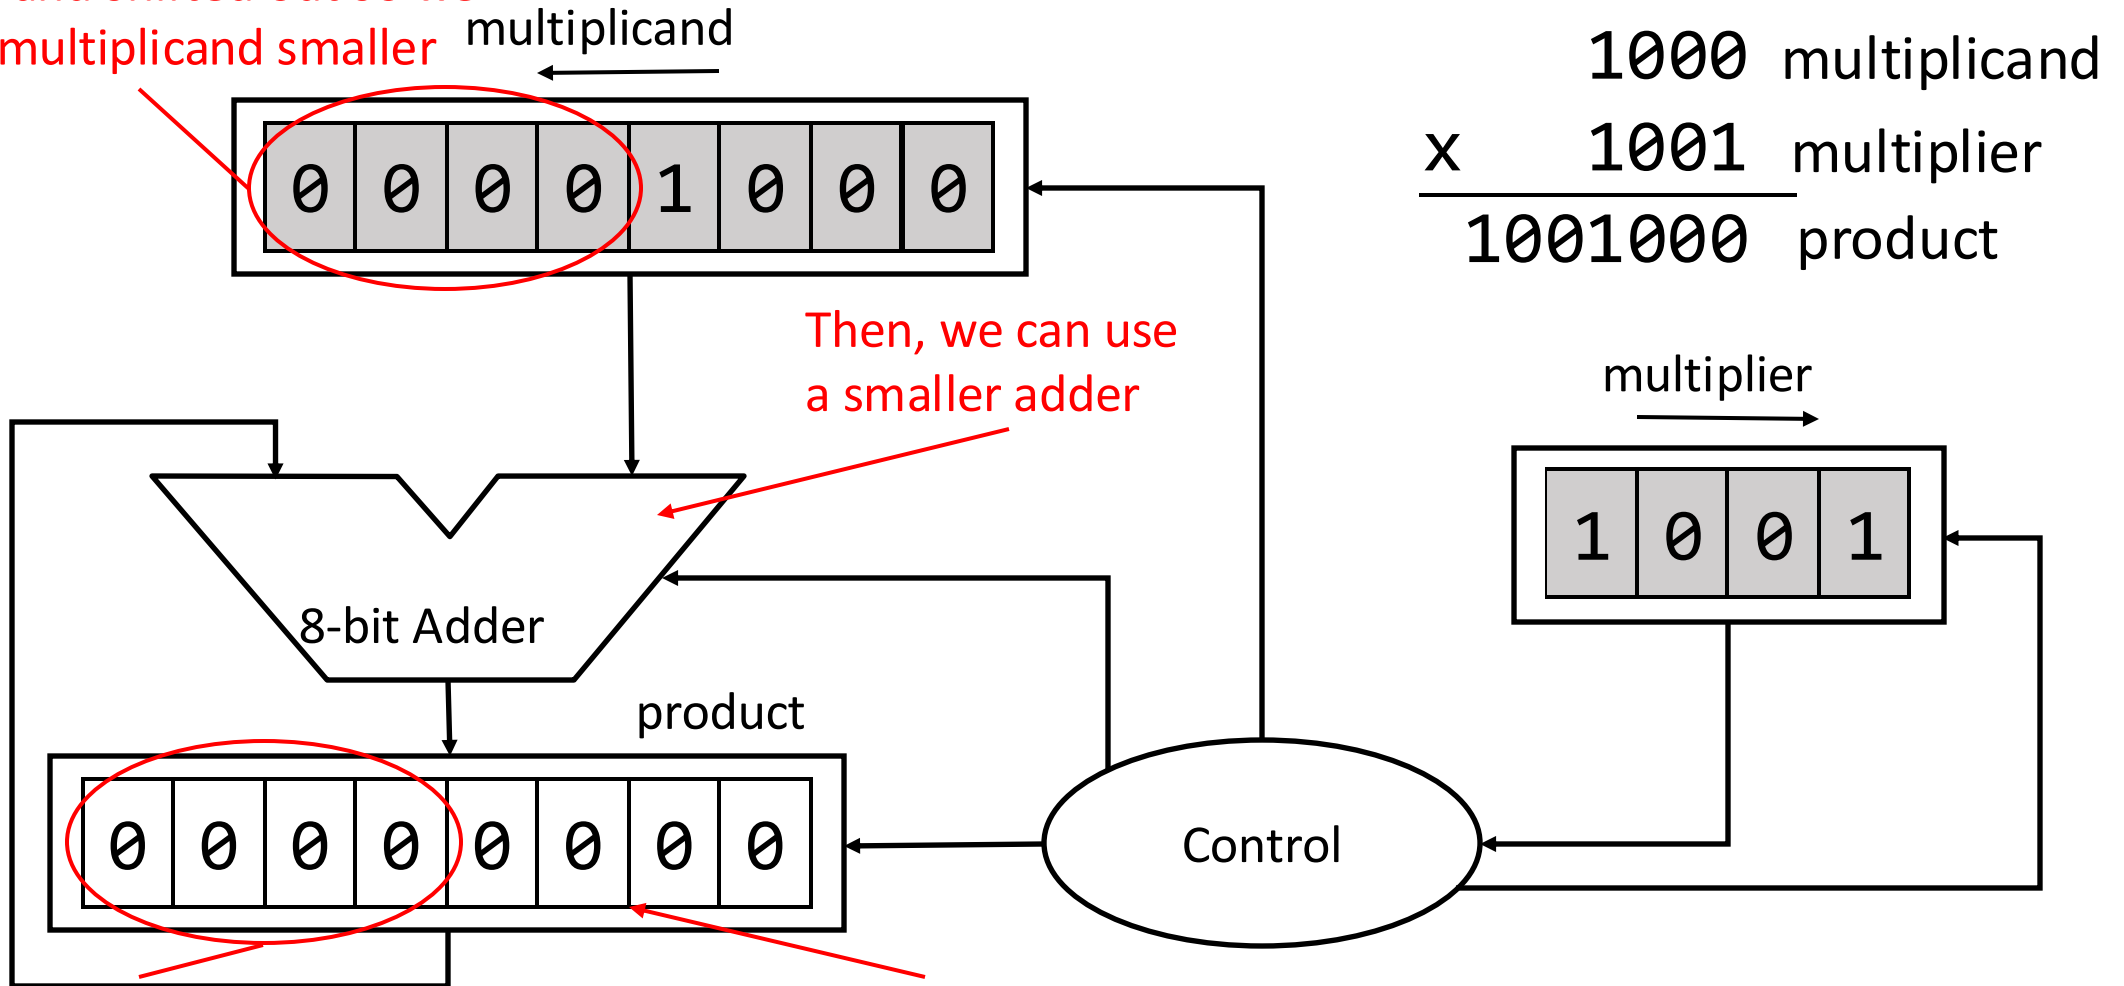 multiplicand smaller
multiplicand
0 0 0 0 1 0 0 0
1000 multiplicand
x 1001 multiplier
1001000 product
Then, we can use
a smaller adder
multiplier
1 0 0 1
8-bit Adder
product
0 0 0 0 0 0 0 0
Control